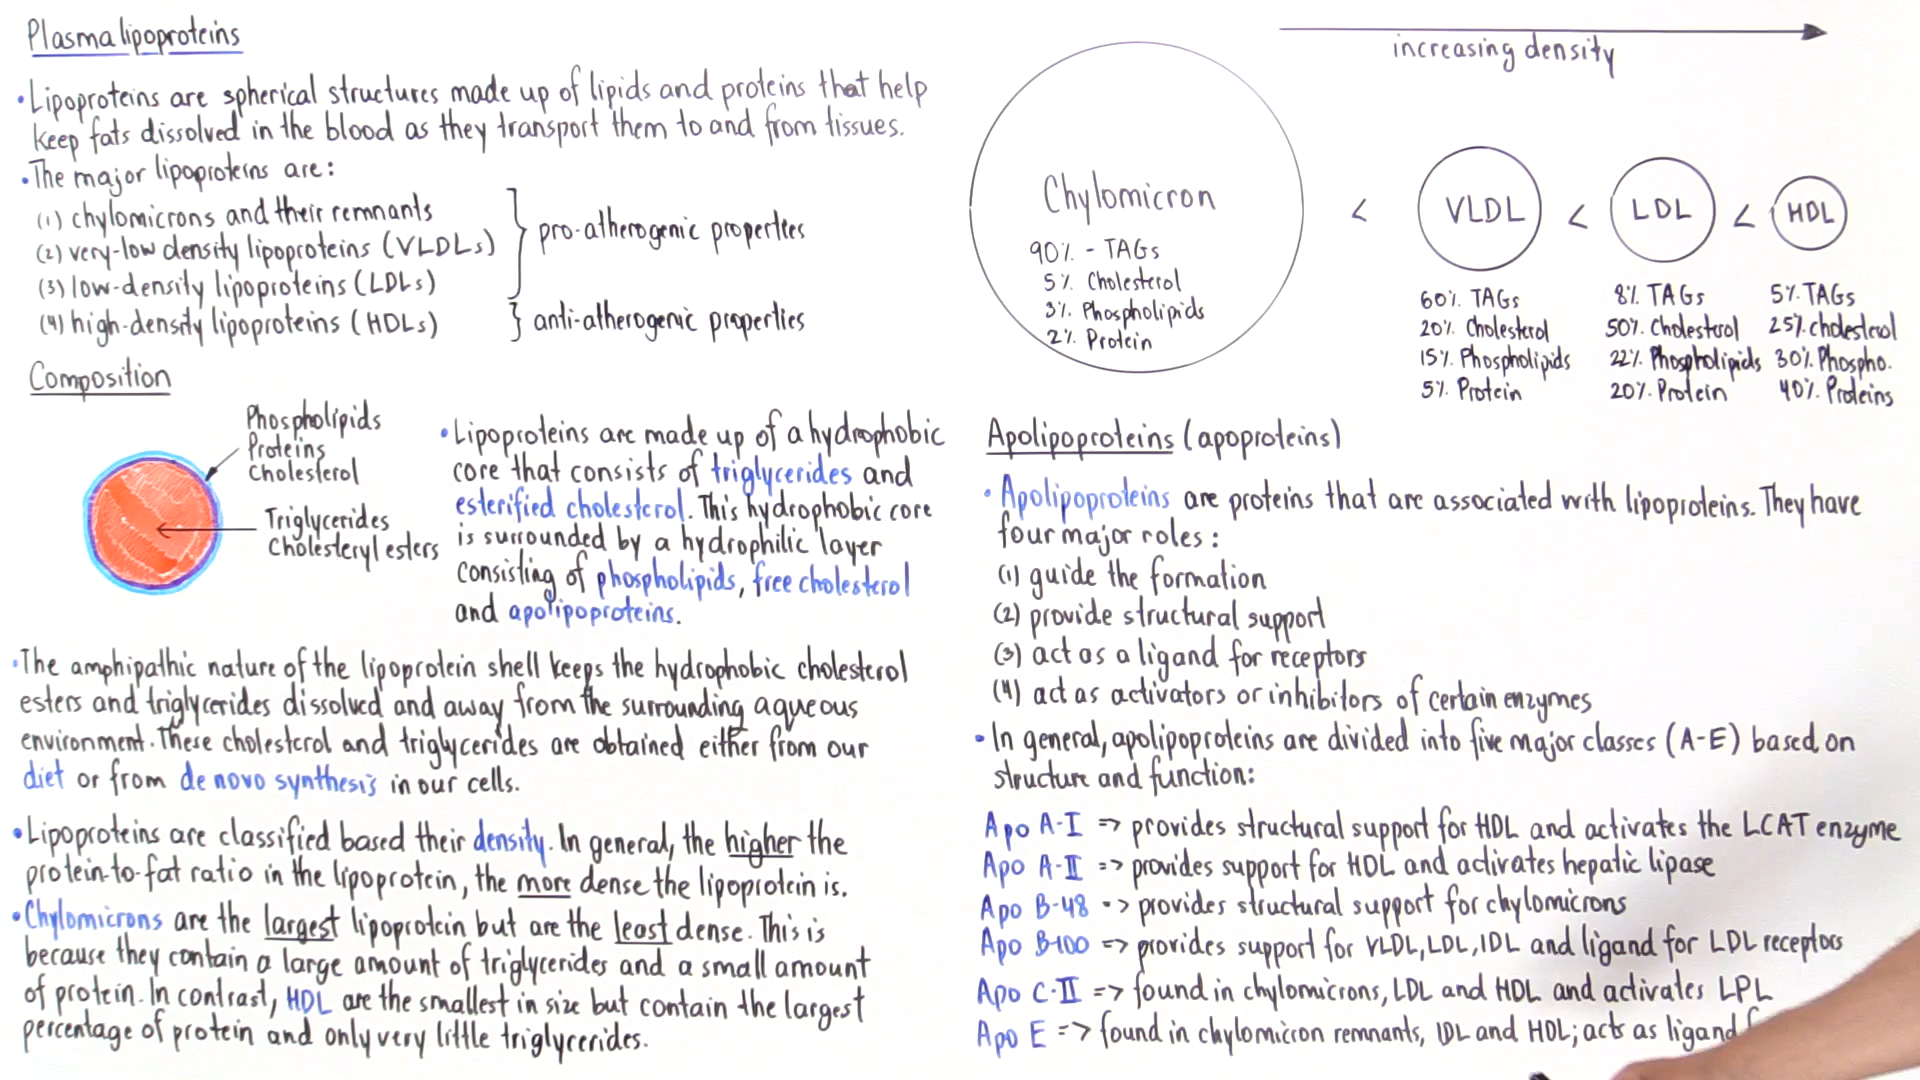 Plasma lipoproteins
• Lipoproteins are spherical structures made up of lipids and proteins that help
keep fats dissolved in the blood as they transport them to and from tissues.
• The major lipoproteins are:
(1) chylomicrons and their remnants
(2) very-low density lipoproteins (VLDLs)
(3) low-density lipoproteins (LDLs)
pro-atherogenic properties
(4) high-density lipoproteins (HDLs)
anti-atherogenic properties
Composition
Phospholipids
Proteins
Cholesterol
Triglycerides
Cholesteryl esters
• Lipoproteins are made up of a hydrophobic
core that consists of triglycerides and
esterified cholesterol. This hydrophobic core
is surrounded by a hydrophilic layer
consisting of phospholipids, free cholesterol
and apolipoproteins.
• The amphipathic nature of the lipoprotein shell keeps the hydrophobic cholesterol
esters and triglycerides dissolved and away from the surrounding aqueous
environment. These cholesterol and triglycerides are obtained either from our
diet or from de novo synthesis in our cells.
• Lipoproteins are classified based their density. In general, the higher the
protein-to-fat ratio in the lipoprotein, the more dense the lipoprotein is.
• Chylomicrons are the largest lipoprotein but are the least dense. This is
because they contain a large amount of triglycerides and a small amount
of protein. In contrast, HDL are the smallest in size but contain the largest
percentage of protein and only very little triglycerides.
increasing density
Chylomicron
90% - TAGs
5% Cholesterol
3% Phospholipids
2% Protein
<
VLDL
60% TAGs
20% Cholesterol
15% Phospholipids
5% Protein
<
LDL
8% TAGs
50% Cholesterol
22% Phospholipids
20% Protein
<
HDL
5% TAGs
25% cholesterol
30% Phospho.
40% Proteins
Apolipoproteins (apoproteins)
• Apolipoproteins are proteins that are associated with lipoproteins. They have
four major roles:
(1) guide the formation
(2) provide structural support
(3) act as a ligand for receptors
(4) act as activators or inhibitors of certain enzymes
• In general, apolipoproteins are divided into five major classes (A-E) based on
structure and function:
Apo A-I => provides structural support for HDL and activates the LCAT enzyme
Apo A-II => provides support for HDL and activates hepatic lipase
Apo B-48 => provides structural support for chylomicrons
Apo B-100 => provides support for VLDL, LDL, IDL and ligand for LDL receptors
Apo C-II => found in chylomicrons, LDL and HDL and activates LPL
Apo E => found in chylomicron remnants, IDL and HDL; acts as ligand